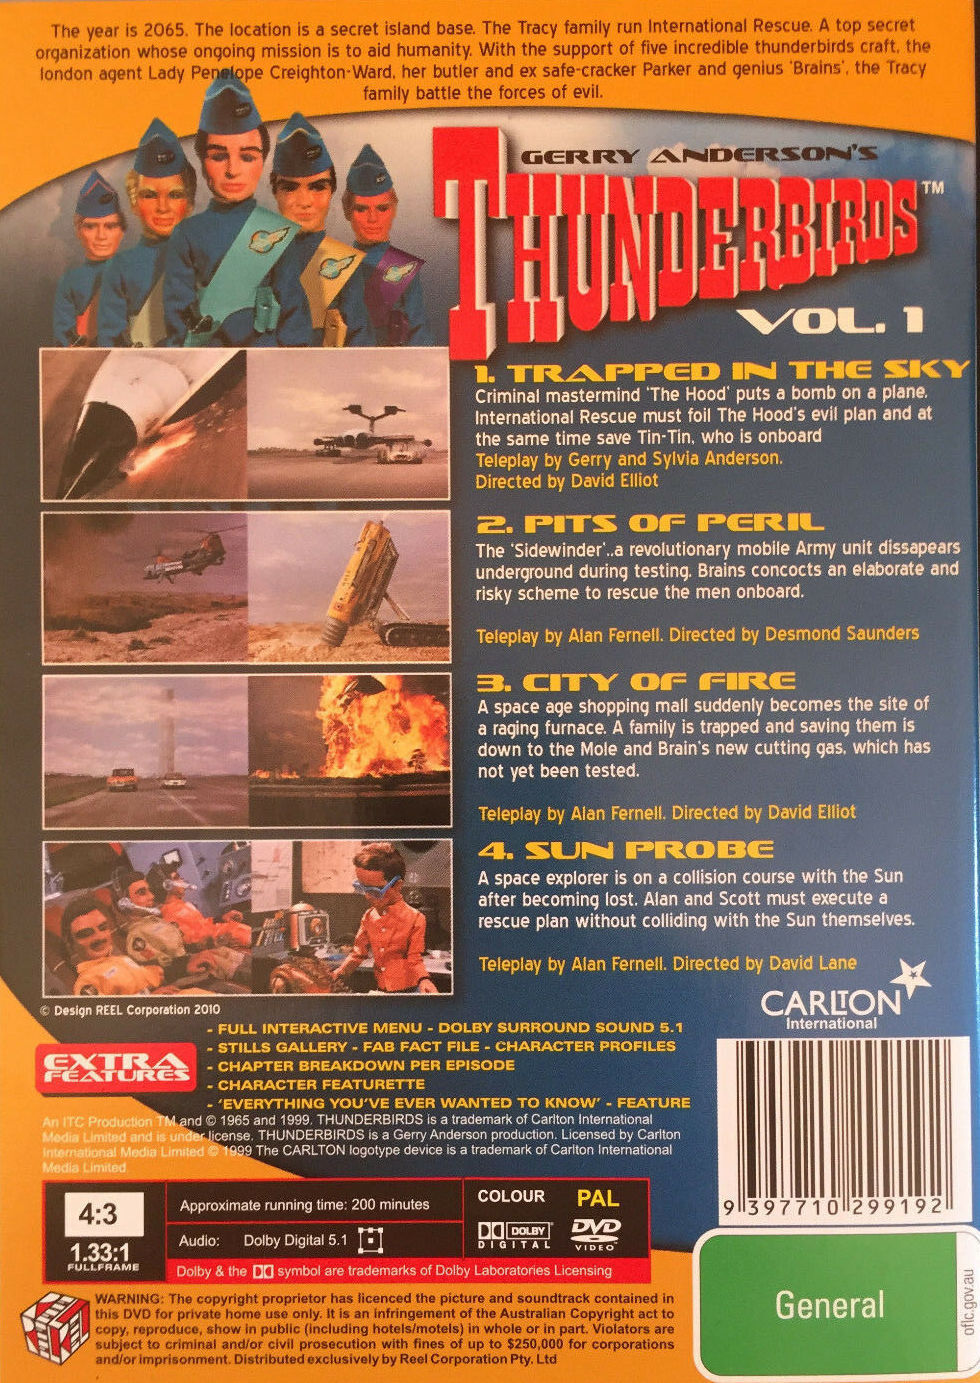 The year is 2065. The location is a secret island base. The Tracy family run International Rescue. A top secret
organization whose ongoing mission is to aid humanity. With the support of five incredible thunderbirds craft, the
london agent Lady Penelope Creighton-Ward, her butler and ex safe-cracker Parker and genius 'Brains', the Tracy
family battle the forces of evil.
GERRY ANDERSON'S
THUNDERBIRDS™
VOL. 1
1. TRAPPED IN THE SKY
Criminal mastermind 'The Hood' puts a bomb on a plane.
International Rescue must foil The Hood's evil plan and at
the same time save Tin-Tin, who is onboard
Teleplay by Gerry and Sylvia Anderson.
Directed by David Elliot
2. PITS OF PERIL
The 'Sidewinder'..a revolutionary mobile Army unit dissapears
underground during testing. Brains concocts an elaborate and
risky scheme to rescue the men onboard.
Teleplay by Alan Fernell. Directed by Desmond Saunders
3. CITY OF FIRE
A space age shopping mall suddenly becomes the site of
a raging furnace. A family is trapped and saving them is
down to the Mole and Brain's new cutting gas, which has
not yet been tested.
Teleplay by Alan Fernell. Directed by David Elliot
4. SUN PROBE
A space explorer is on a collision course with the Sun
after becoming lost. Alan and Scott must execute a
rescue plan without colliding with the Sun themselves.
Teleplay by Alan Fernell. Directed by David Lane
CARLTON
International
© Design REEL Corporation 2010
EXTRA
FEATURES
- FULL INTERACTIVE MENU - DOLBY SURROUND SOUND 5.1
- STILLS GALLERY - FAB FACT FILE - CHARACTER PROFILES
- CHAPTER BREAKDOWN PER EPISODE
- CHARACTER FEATURETTE
- 'EVERYTHING YOU'VE EVER WANTED TO KNOW' - FEATURE
An ITC Production TM and © 1965 and 1999. THUNDERBIRDS is a trademark of Carlton International
Media Limited and is under license. THUNDERBIRDS is a Gerry Anderson production. Licensed by Carlton
International Media Limited © 1999 The CARLTON logotype device is a trademark of Carlton International
Media Limited
4:3
1.33:1
FULLFRAME
Approximate running time: 200 minutes
Audio: Dolby Digital 5.1
COLOUR PAL
DOLBY
DIGITAL
DVD
VIDEO
Dolby & the symbol are trademarks of Dolby Laboratories Licensing
9 397710 299192
General
oflc.gov.au
WARNING: The copyright proprietor has licenced the picture and soundtrack contained in
this DVD for private home use only. It is an infringement of the Australian Copyright act to
copy, reproduce, show in public (including hotels/motels) in whole or in part. Violators are
subject to criminal and/or civil prosecution with fines of up to $250,000 for corporations
and/or imprisonment. Distributed exclusively by Reel Corporation Pty. Ltd